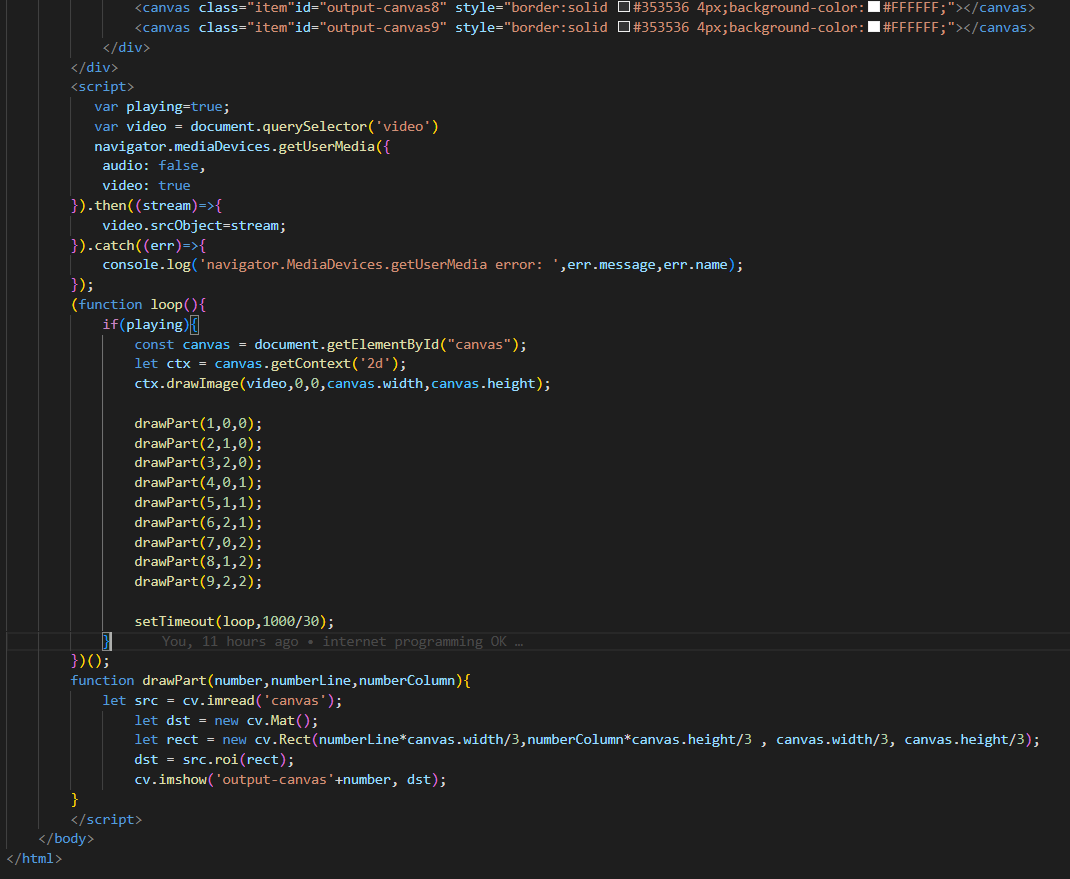 <canvas class="item"id="output-canvas8" style="border:solid #353536 4px;background-color:#FFFFFF;"></canvas>
<canvas class="item"id="output-canvas9" style="border:solid #353536 4px;background-color:#FFFFFF;"></canvas>
</div>
</div>
<script>
var playing=true;
var video = document.querySelector('video')
navigator.mediaDevices.getUserMedia({
audio: false,
video: true
}).then((stream)=>{
video.srcObject=stream;
}).catch((err)=>{
console.log('navigator.MediaDevices.getUserMedia error: ',err.message,err.name);
});
(function loop(){
if(playing){
const canvas = document.getElementById("canvas");
let ctx = canvas.getContext('2d');
ctx.drawImage(video,0,0,canvas.width,canvas.height);
drawPart(1,0,0);
drawPart(2,1,0);
drawPart(3,2,0);
drawPart(4,0,1);
drawPart(5,1,1);
drawPart(6,2,1);
drawPart(7,0,2);
drawPart(8,1,2);
drawPart(9,2,2);
setTimeout(loop,1000/30);
} You, 11 hours ago • internet programming OK …
})();
function drawPart(number,numberLine,numberColumn){
let src = cv.imread('canvas');
let dst = new cv.Mat();
let rect = new cv.Rect(numberLine*canvas.width/3,numberColumn*canvas.height/3 , canvas.width/3, canvas.height/3);
dst = src.roi(rect);
cv.imshow('output-canvas'+number, dst);
}
</script>
</body>
</html>